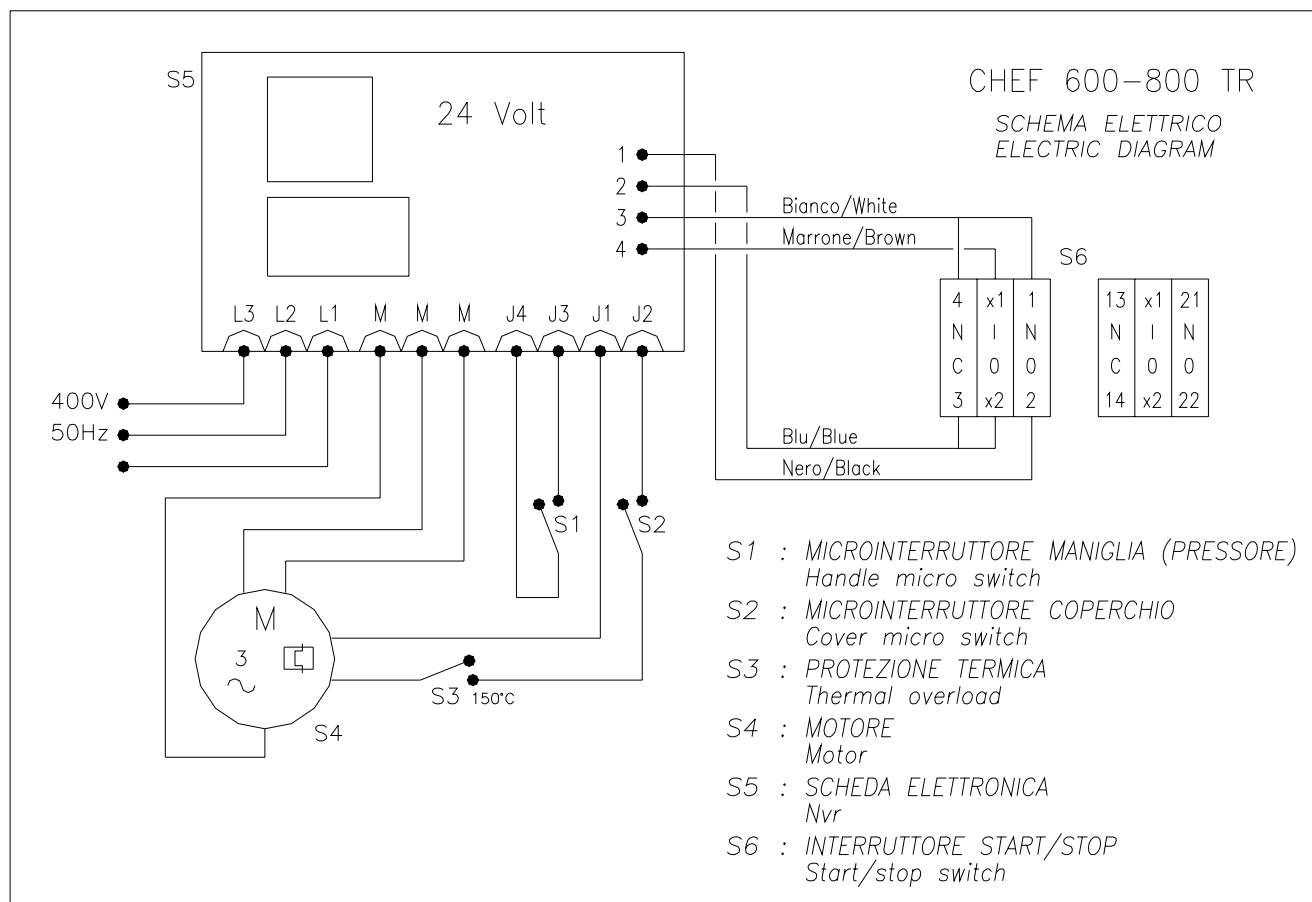 CHEF 600-800 TR
SCHEMA ELETTRICO
ELECTRIC DIAGRAM
S5
24 Volt
1
2
3
4
Bianco/White
Marrone/Brown
S6
L3 L2 L1 M M M J4 J3 J1 J2
4 x1 1
N I N
C 0 0
3 x2 2
13 x1 21
N I N
C 0 0
14 x2 22
400V
50Hz
Blu/Blue
Nero/Black
S1
S2
M
3
S3 150°C
S4
S1 : MICROINTERRUTTORE MANIGLIA (PRESSORE)
Handle micro switch
S2 : MICROINTERRUTTORE COPERCHIO
Cover micro switch
S3 : PROTEZIONE TERMICA
Thermal overload
S4 : MOTORE
Motor
S5 : SCHEDA ELETTRONICA
Nvr
S6 : INTERRUTTORE START/STOP
Start/stop switch